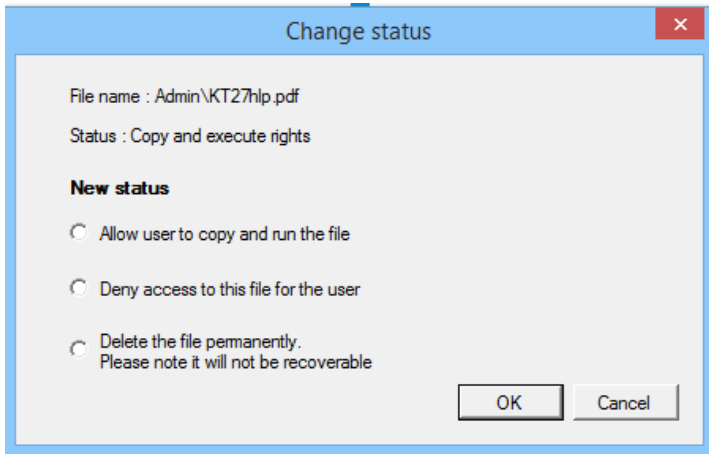 Change status
File name : Admin\KT27hlp.pdf
Status : Copy and execute rights
New status
Allow user to copy and run the file
Deny access to this file for the user
Delete the file permanently.
Please note it will not be recoverable
OK Cancel